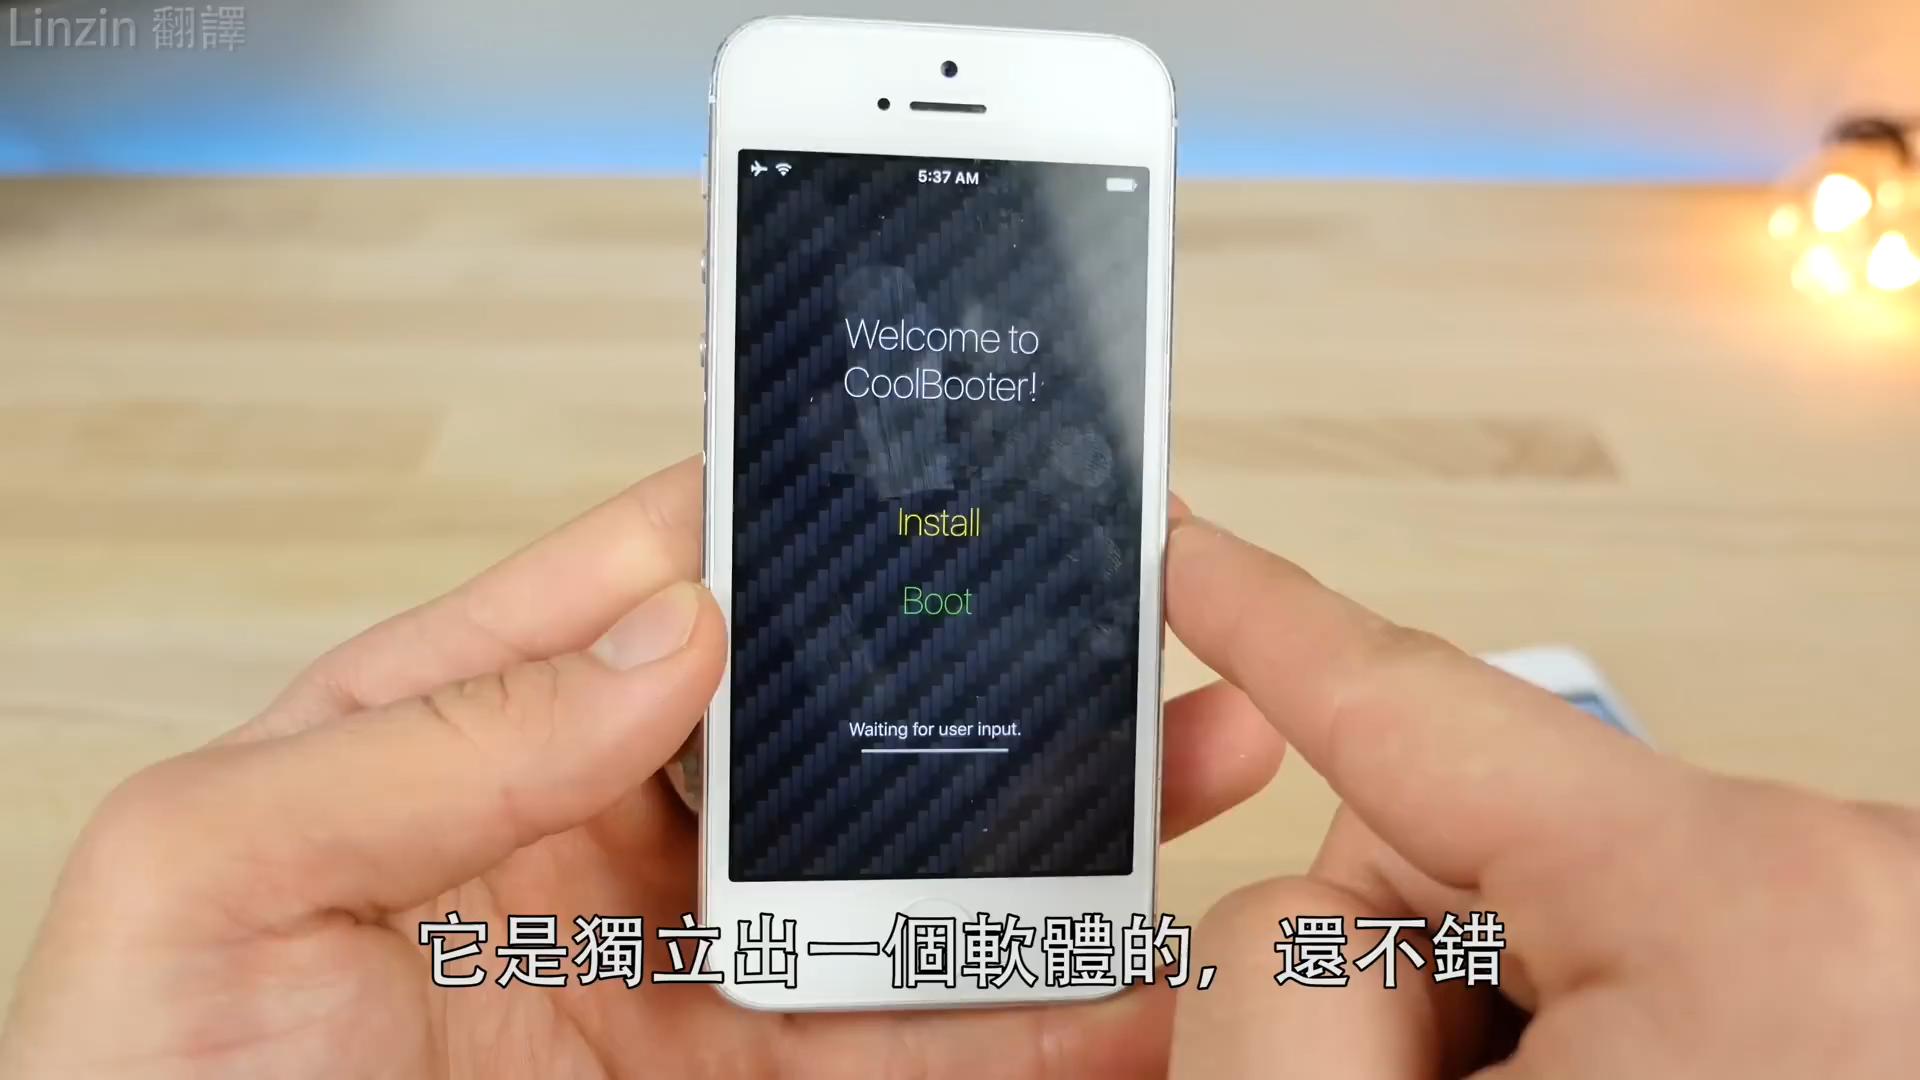 Linzin 翻譯
5:37 AM
Welcome to
CoolBooter!
Install
Boot
Waiting for user input.
它是獨立出一個軟體的, 還不錯